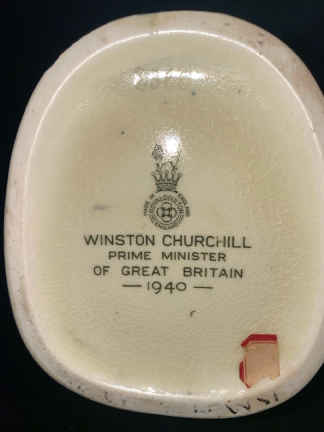 WINSTON CHURCHILL
PRIME MINISTER
OF GREAT BRITAIN
— 1940 —